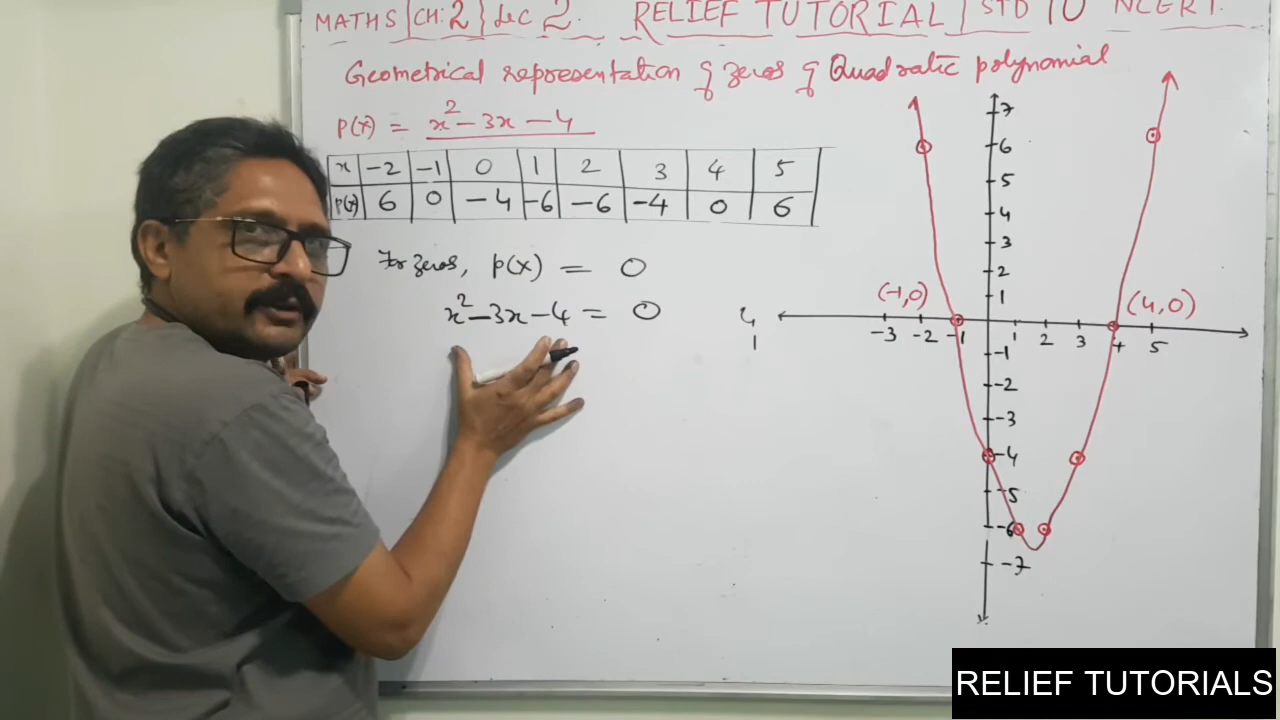 MATHS | CH: 2 | Lec 2. RELIEF TUTORIAL | STD 10 NCERT.
Geometrical representation of zeros of Quadratic polynomial
P(x) = x² - 3x - 4
x -2 -1 0 1 2 3 4 5
p(x) 6 0 -4 -6 -6 -4 0 6
For zeros, p(x) = 0
x² - 3x - 4 = 0
4
1
7
6
5
4
3
2
1
(-1,0) (4,0)
-3 -2 -1 1 2 3 4 5
-1
-2
-3
-4
-5
-6
-7
RELIEF TUTORIALS